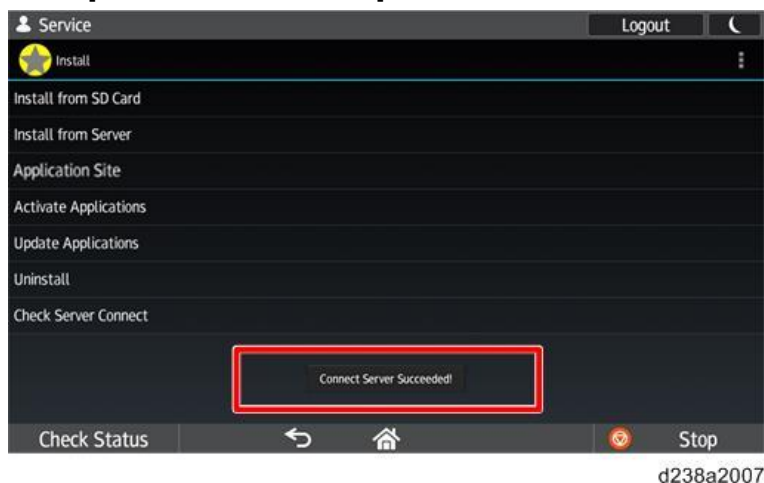 Service
Logout
Install
Install from SD Card
Install from Server
Application Site
Activate Applications
Update Applications
Uninstall
Check Server Connect
Connect Server Succeeded!
Check Status
Stop
d238a2007